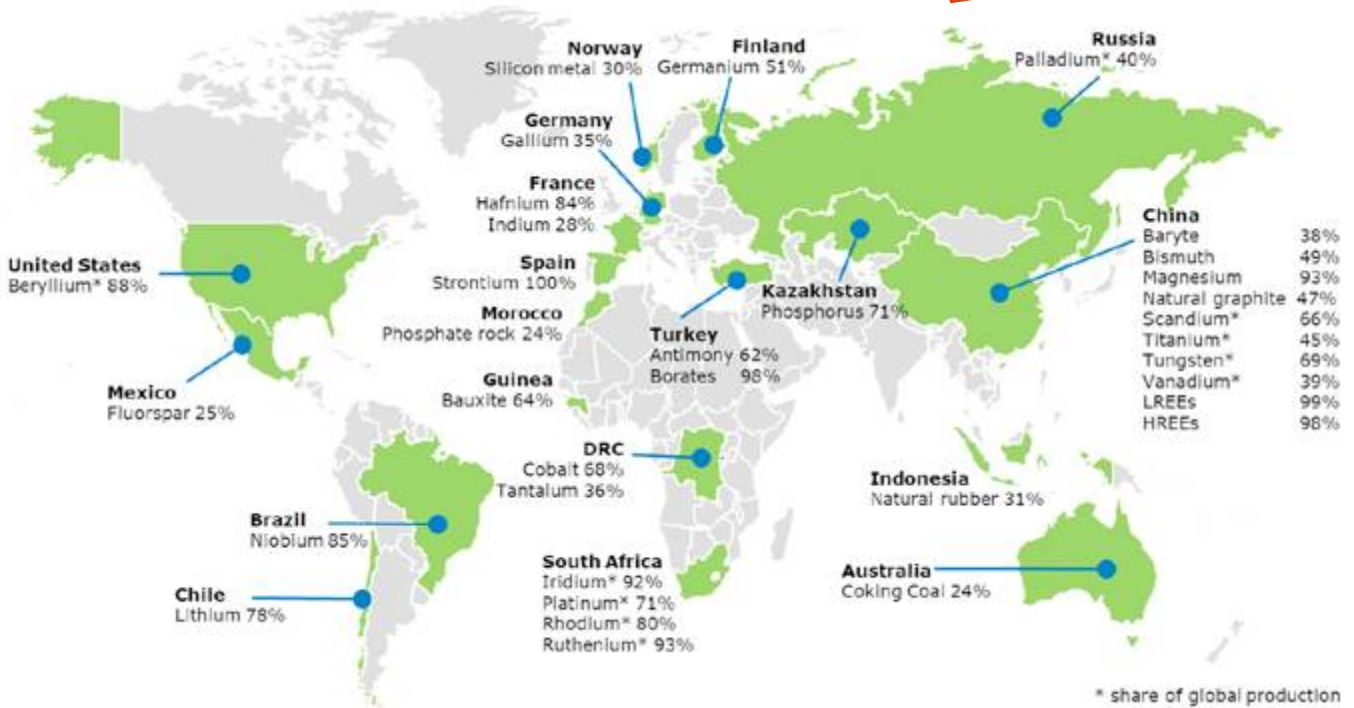 Norway
Silicon metal 30%
Finland
Germanium 51%
Russia
Palladium* 40%
Germany
Gallium 35%
France
Hafnium 84%
Indium 28%
United States
Beryllium* 88%
Spain
Strontium 100%
Morocco
Phosphate rock 24%
Turkey
Antimony 62%
Borates 98%
Kazakhstan
Phosphorus 71%
China
Baryte 38%
Bismuth 49%
Magnesium 93%
Natural graphite 47%
Scandium* 66%
Titanium* 45%
Tungsten* 69%
Vanadium* 39%
LREEs 99%
HREEs 98%
Mexico
Fluorspar 25%
Guinea
Bauxite 64%
DRC
Cobalt 68%
Tantalum 36%
Indonesia
Natural rubber 31%
Brazil
Niobium 85%
Chile
Lithium 78%
South Africa
Iridium* 92%
Platinum* 71%
Rhodium* 80%
Ruthenium* 93%
Australia
Coking Coal 24%
* share of global production